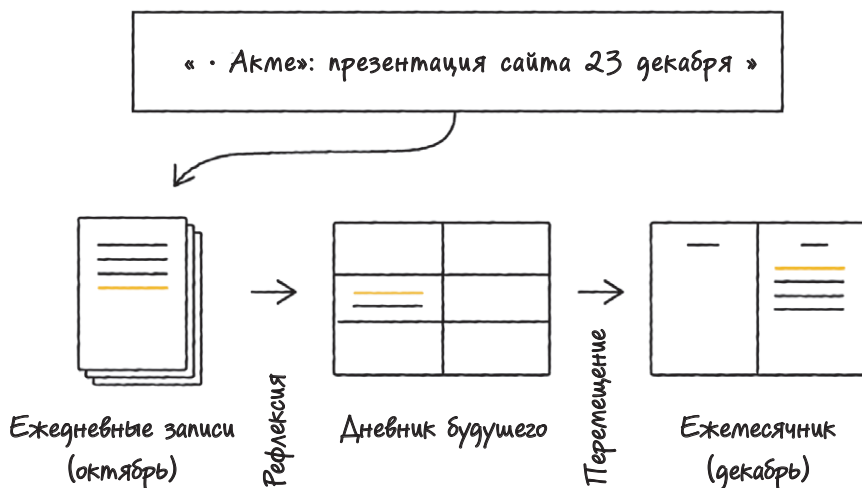 « · Акме»: презентация сайта 23 декабря »
Рефлексия
Перемещение
Ежедневные записи
(октябрь)
Дневник будущего
Ежемесячник
(декабрь)